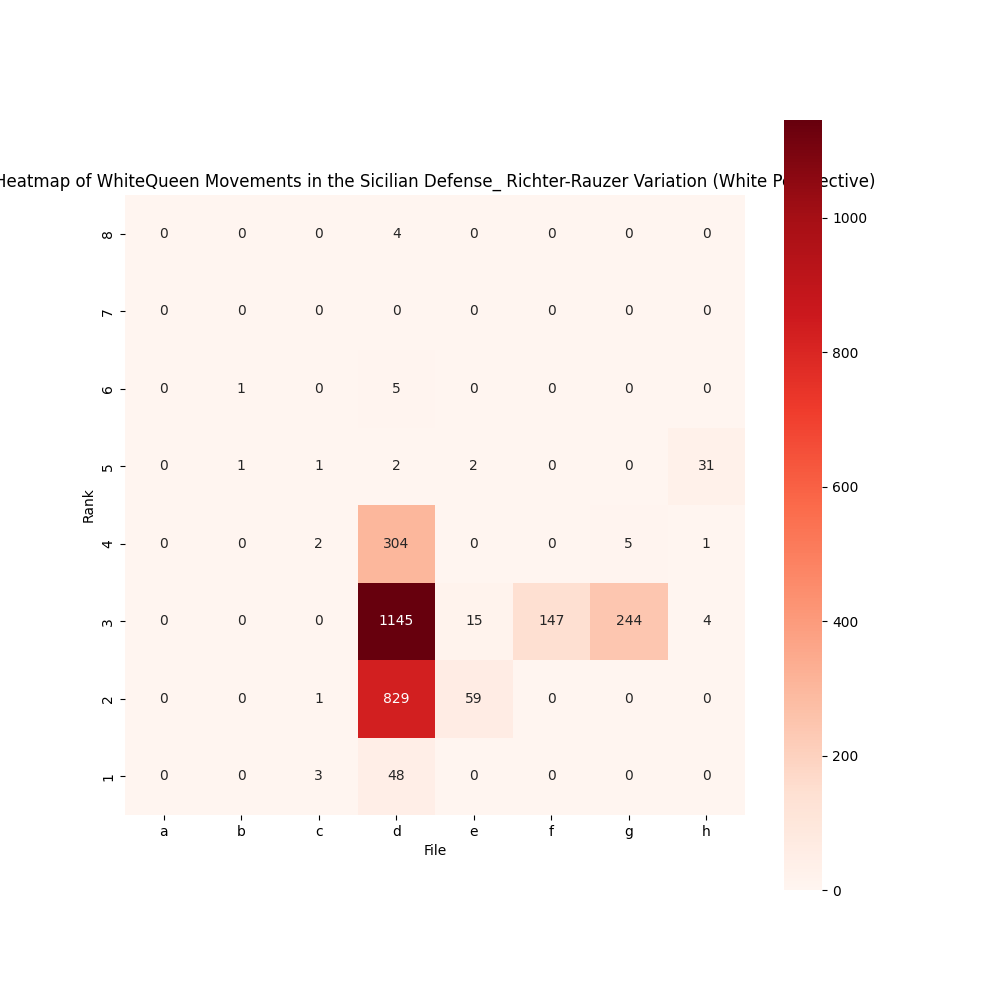 Heatmap of WhiteQueen Movements in the Sicilian Defense_ Richter-Rauzer Variation (White P ective)
8 0 0 0 4 0 0 0 0
7 0 0 0 0 0 0 0 0
6 0 1 0 5 0 0 0 0
5 0 1 1 2 2 0 0 31
4 0 0 2 304 0 0 5 1
3 0 0 0 1145 15 147 244 4
2 0 0 1 829 59 0 0 0
1 0 0 3 48 0 0 0 0
a b c d e f g h
File
Rank
1000
800
600
400
200
0